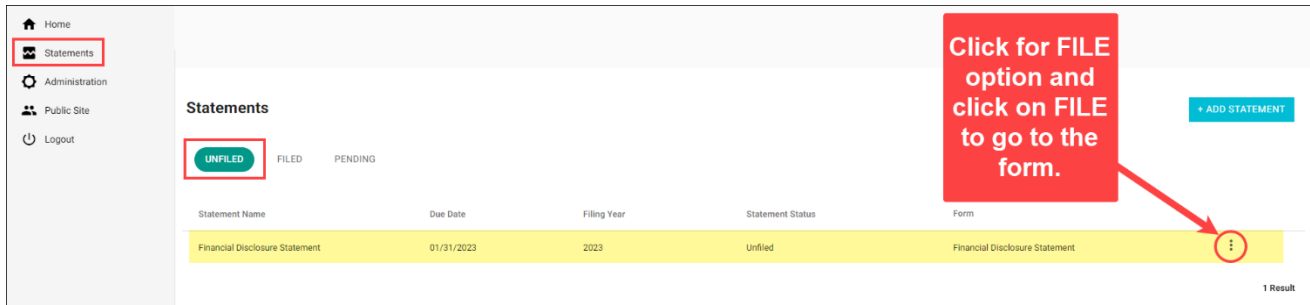 Home
Statements
Administration
Public Site
Logout
Statements
+ ADD STATEMENT
UNFILED FILED PENDING
Click for FILE
option and
click on FILE
to go to the
form.
Statement Name Due Date Filing Year Statement Status Form
Financial Disclosure Statement 01/31/2023 2023 Unfiled Financial Disclosure Statement
1 Result